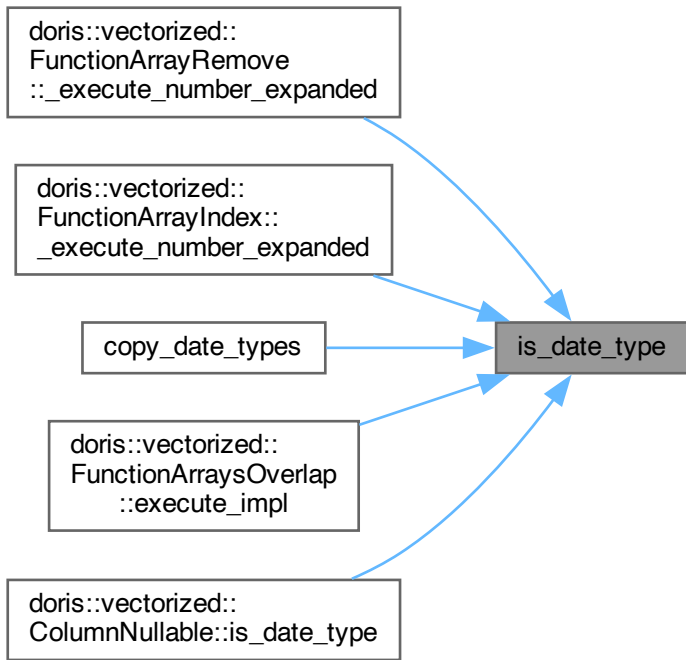 doris::vectorized::
FunctionArrayRemove
::_execute_number_expanded
doris::vectorized::
FunctionArrayIndex::
_execute_number_expanded
copy_date_types
is_date_type
doris::vectorized::
FunctionArraysOverlap
::execute_impl
doris::vectorized::
ColumnNullable::is_date_type